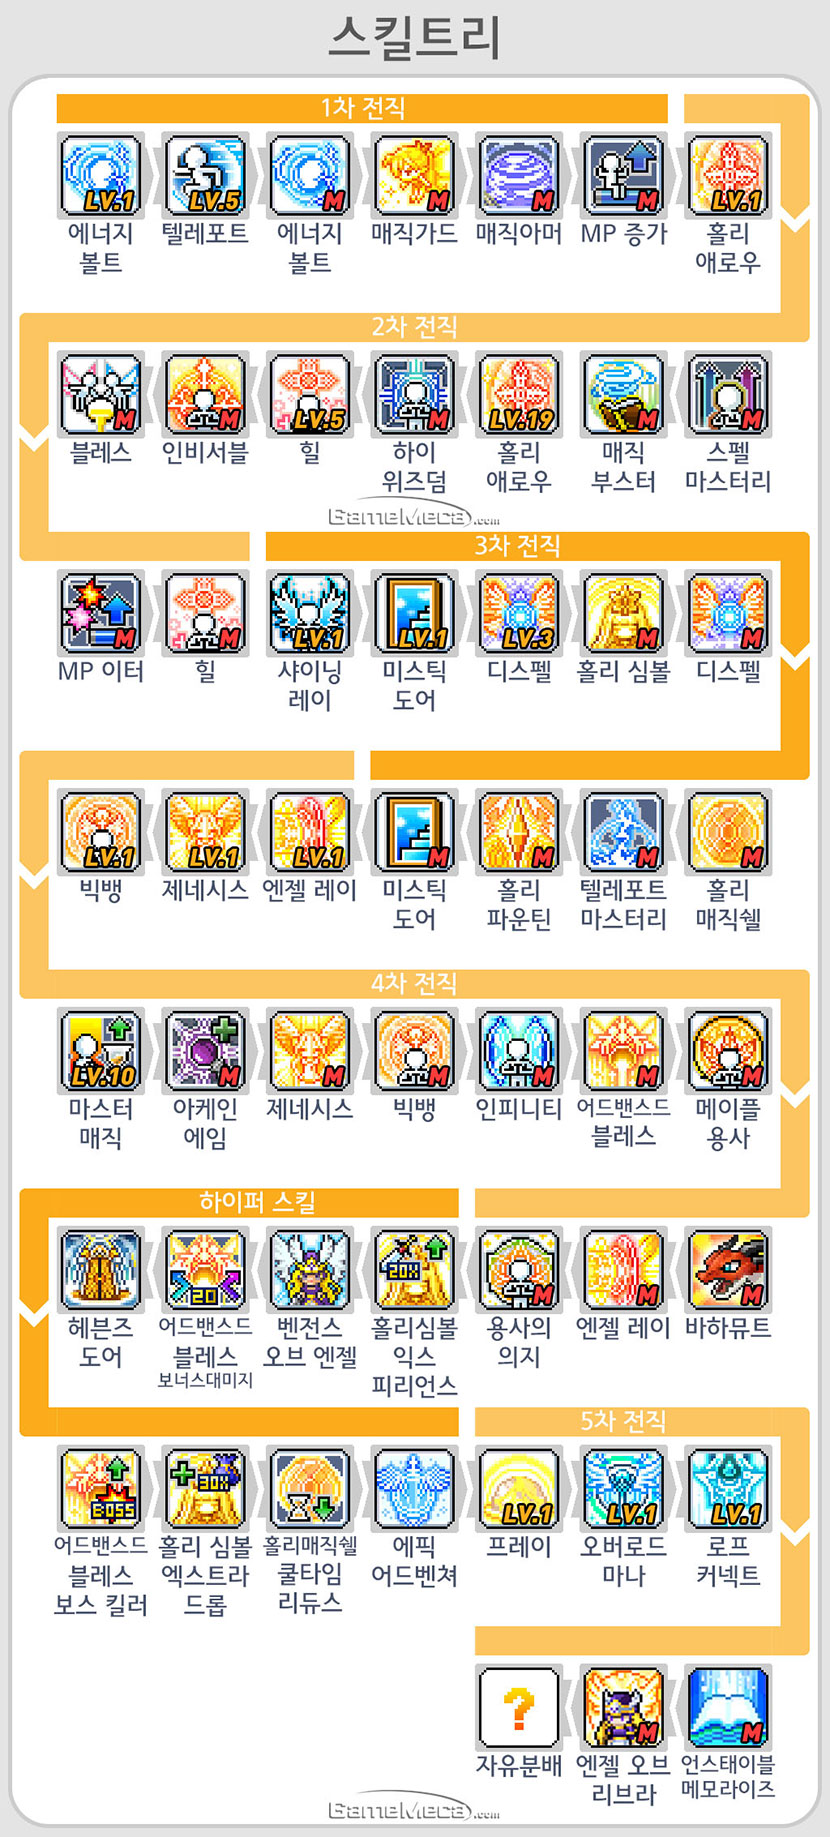 스킬트리
1차 전직
LV.1 LV.5 M M M M LV.1
에너지 볼트
텔레포트
에너지 볼트
매직가드
매직아머
MP 증가
홀리 애로우
2차 전직
M M LV.5 M LV.19 M M
블레스
인비서블
힐
하이 위즈덤
홀리 애로우
매직 부스터
스펠 마스터리
GameMeca.com
3차 전직
M M LV.1 LV.1 LV.3 M M
MP 이터
힐
샤이닝 레이
미스틱 도어
디스펠
홀리 심볼
디스펠
LV.1 LV.1 LV.1 M M M M
빅뱅
제네시스
엔젤 레이
미스틱 도어
홀리 파운틴
텔레포트 마스터리
홀리 매직쉘
4차 전직
LV.10 M M M M M M
마스터 매직
아케인 에임
제네시스
빅뱅
인피니티
어드밴스드 블레스
메이플 용사
하이퍼 스킬
20 20% M M M
헤븐즈 도어
어드밴스드 블레스 보너스대미지
벤전스 오브 엔젤
홀리심볼 익스 피리언스
용사의 의지
엔젤 레이
바하뮤트
5차 전직
BOSS 30% LV.1 LV.1 LV.1
어드밴스드 블레스 보스 킬러
홀리 심볼 엑스트라 드롭
홀리매직쉘 쿨타임 리듀스
에픽 어드벤쳐
프레이
오버로드 마나
로프 커넥트
? M M
자유분배
엔젤 오브 리브라
언스태이블 메모라이즈
GameMeca.com